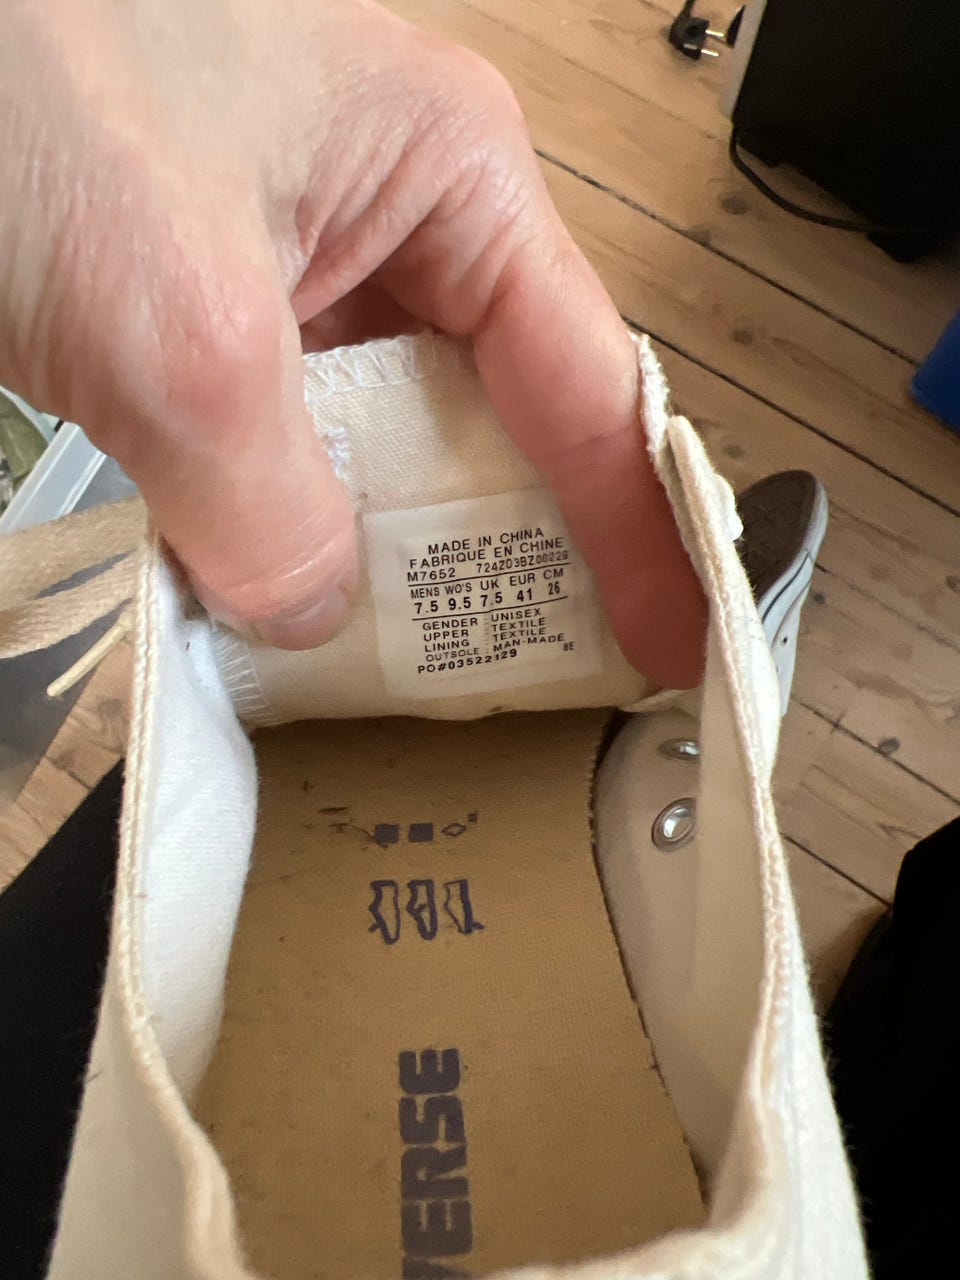 MADE IN CHINA
FABRIQUE EN CHINE
M7652 724ZD3BZ00229
MENS WO'S UK EUR CM
7.5 9.5 7.5 41 26
GENDER : UNISEX
UPPER : TEXTILE
LINING : TEXTILE
OUTSOLE : MAN-MADE
PO#03522129 8E
VERSE